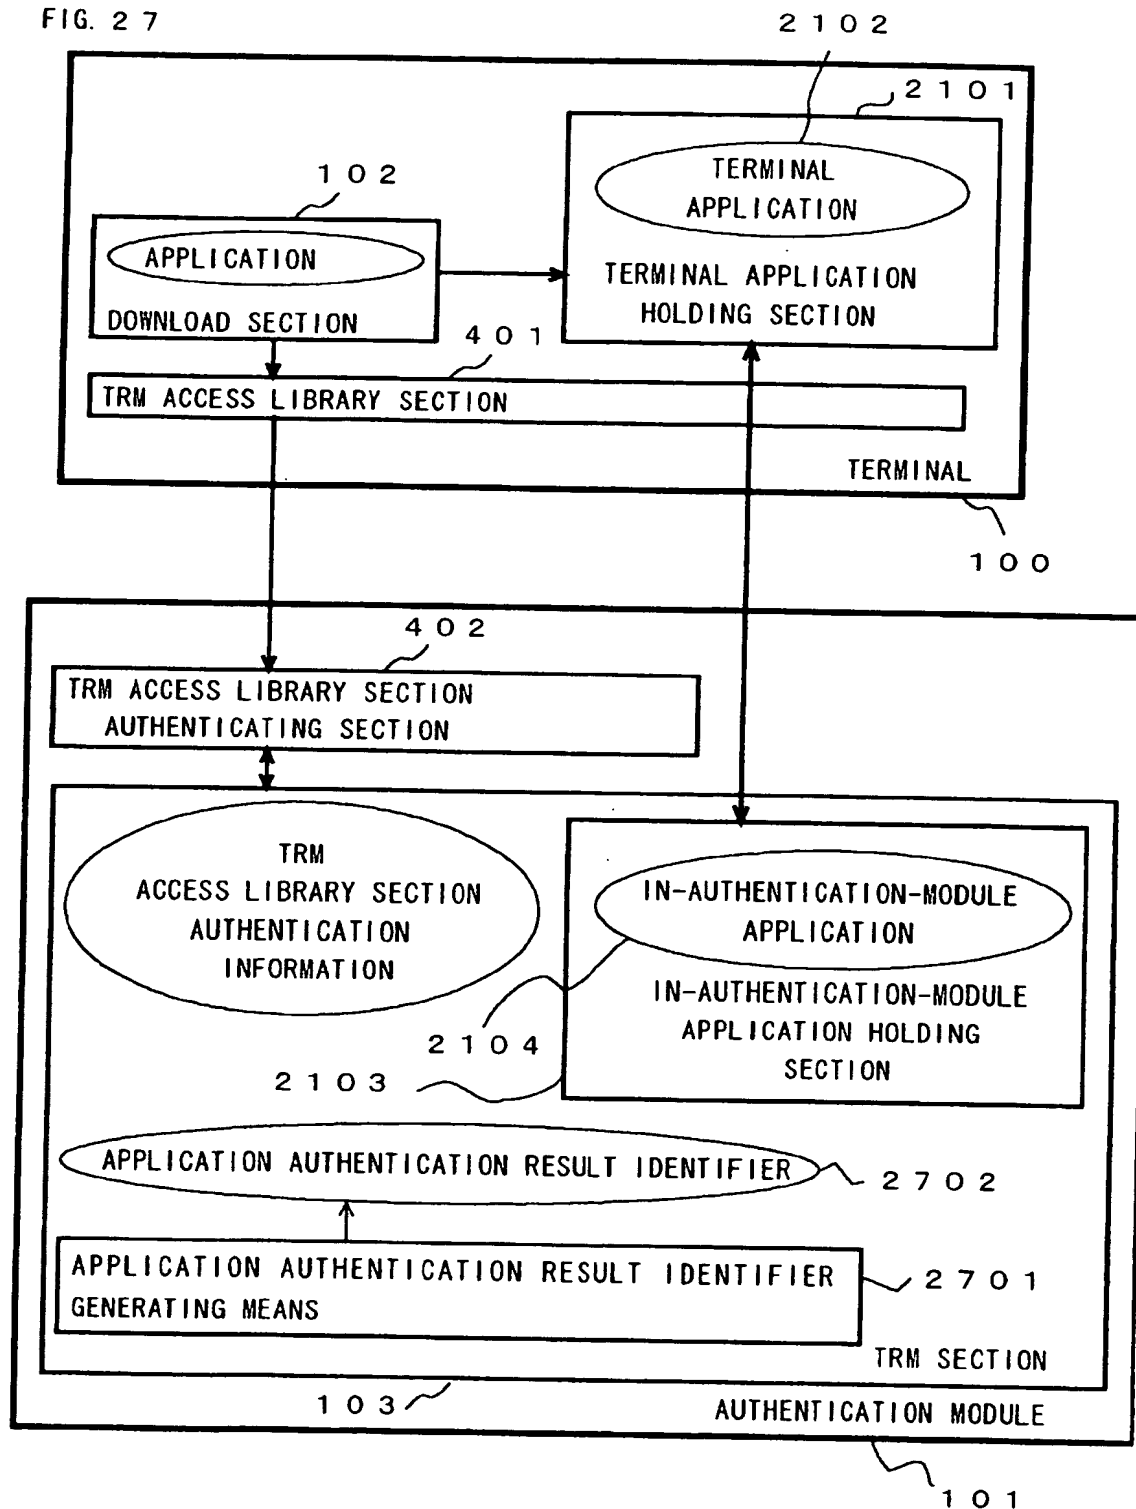 FIG. 27
2102
2101
TERMINAL
APPLICATION
102
APPLICATION
TERMINAL APPLICATION
HOLDING SECTION
DOWNLOAD SECTION
401
TRM ACCESS LIBRARY SECTION
TERMINAL
100
402
TRM ACCESS LIBRARY SECTION
AUTHENTICATING SECTION
TRM
ACCESS LIBRARY SECTION
AUTHENTICATION
INFORMATION
IN-AUTHENTICATION-MODULE
APPLICATION
IN-AUTHENTICATION-MODULE
APPLICATION HOLDING
SECTION
2104
2103
APPLICATION AUTHENTICATION RESULT IDENTIFIER
2702
APPLICATION AUTHENTICATION RESULT IDENTIFIER
GENERATING MEANS
2701
TRM SECTION
103
AUTHENTICATION MODULE
101